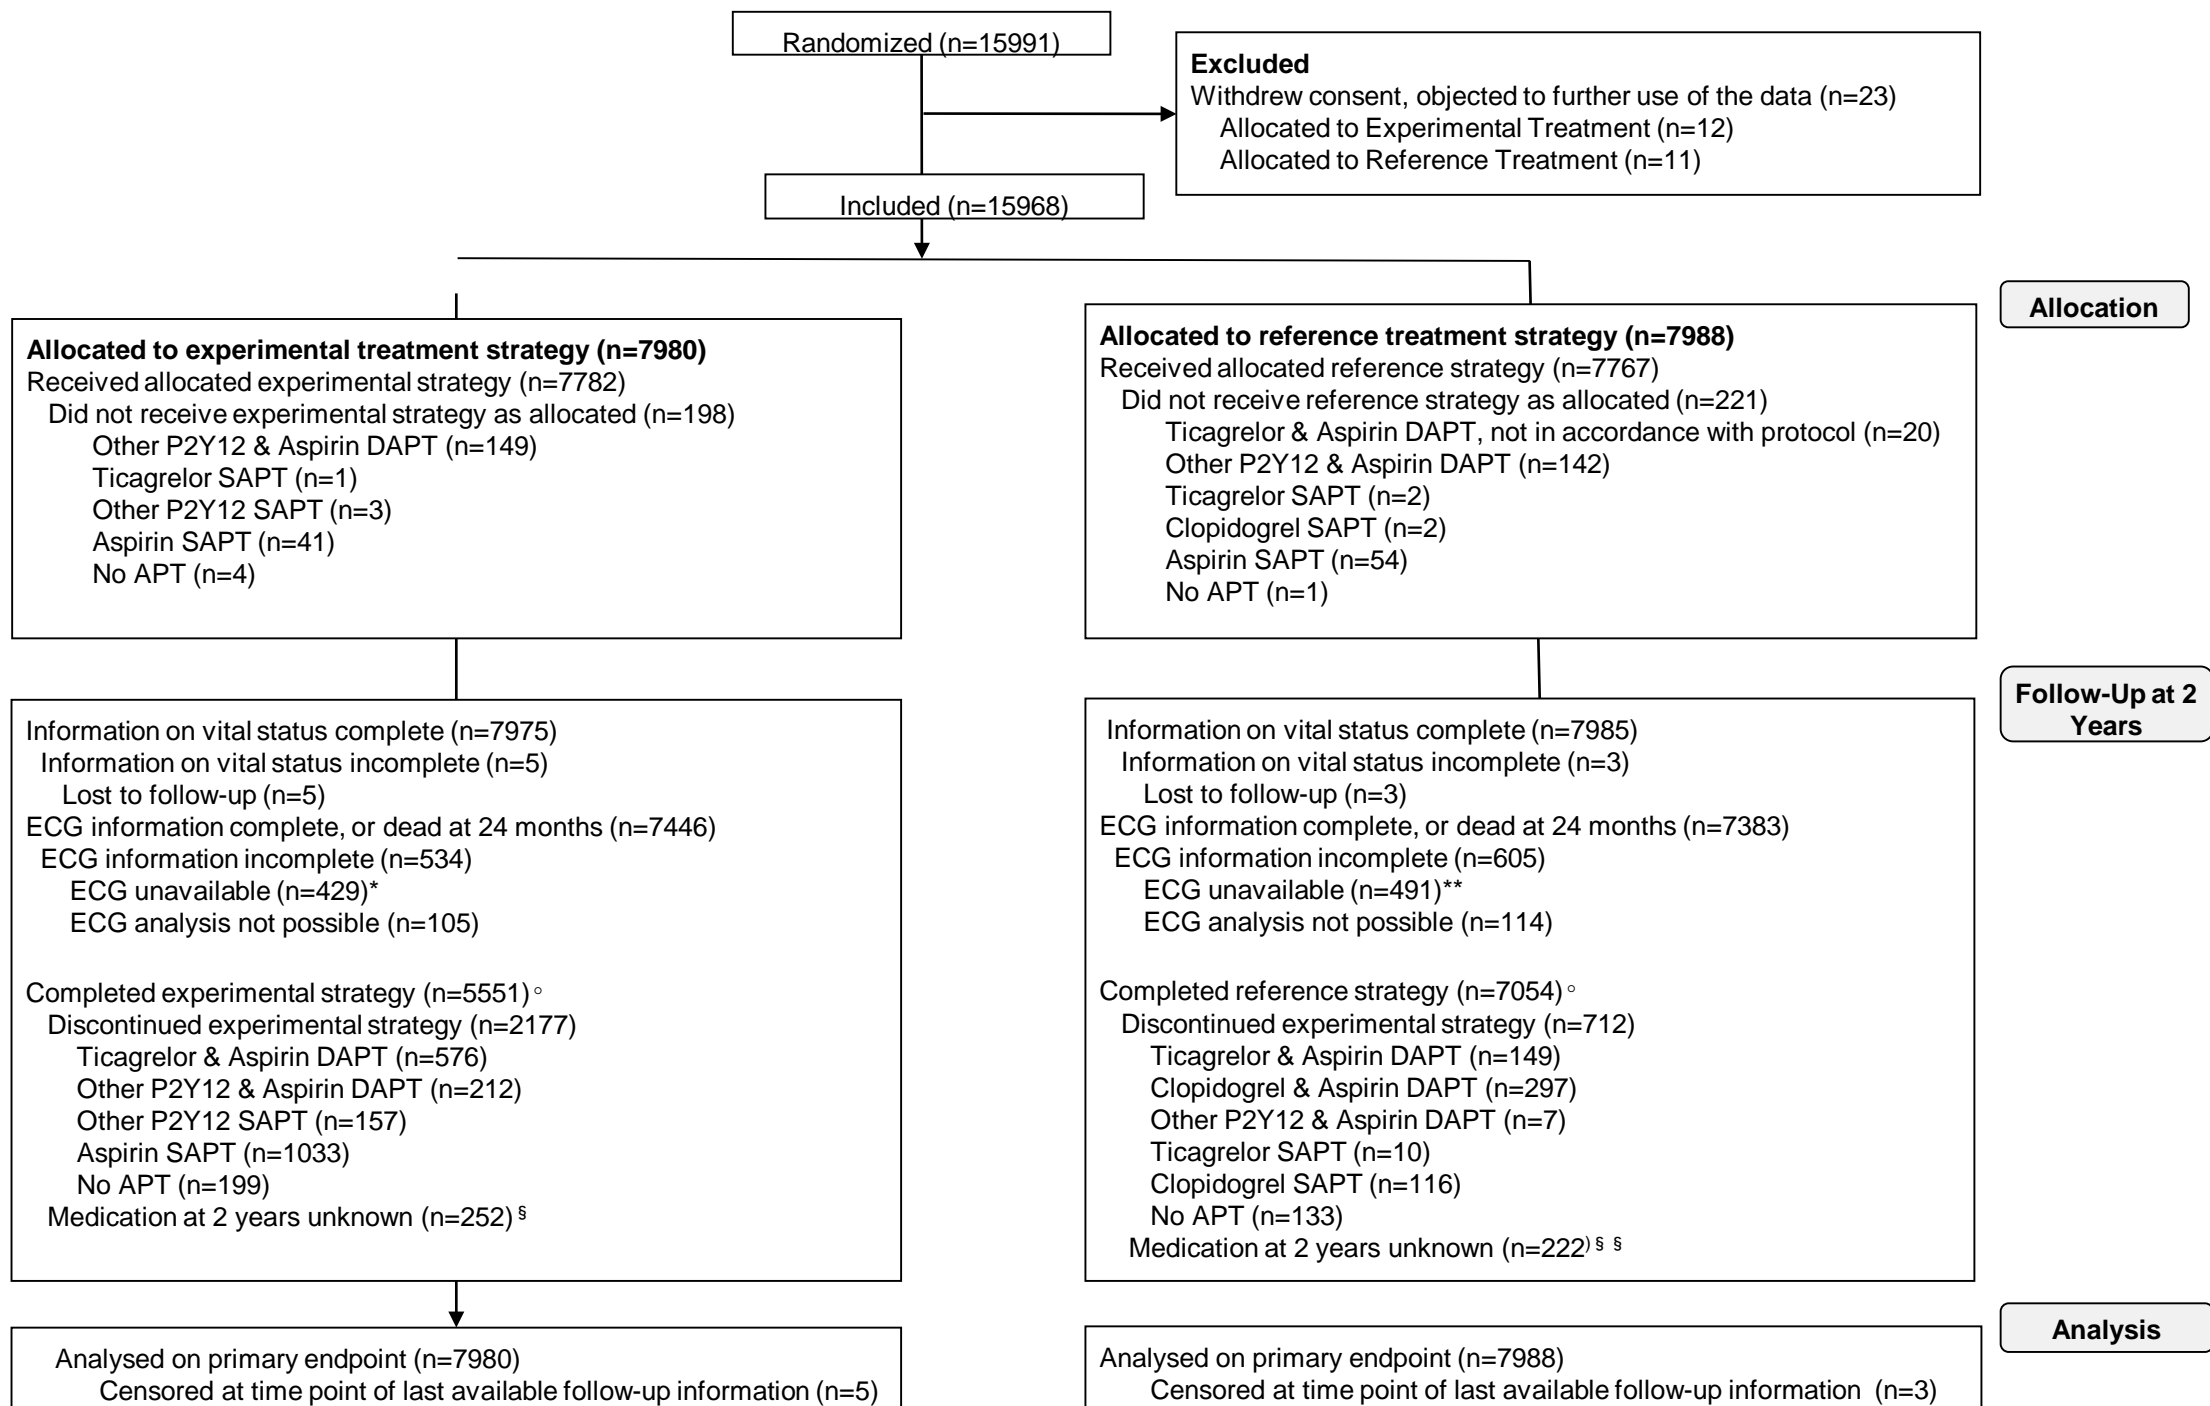 Randomized (n=15991)
Excluded
Withdrew consent, objected to further use of the data (n=23)
Allocated to Experimental Treatment (n=12)
Allocated to Reference Treatment (n=11)
Included (n=15968)
Allocation
Allocated to experimental treatment strategy (n=7980)
Received allocated experimental strategy (n=7782)
Did not receive experimental strategy as allocated (n=198)
Other P2Y12 & Aspirin DAPT (n=149)
Ticagrelor SAPT (n=1)
Other P2Y12 SAPT (n=3)
Aspirin SAPT (n=41)
No APT (n=4)
Allocated to reference treatment strategy (n=7988)
Received allocated reference strategy (n=7767)
Did not receive reference strategy as allocated (n=221)
Ticagrelor & Aspirin DAPT, not in accordance with protocol (n=20)
Other P2Y12 & Aspirin DAPT (n=142)
Ticagrelor SAPT (n=2)
Clopidogrel SAPT (n=2)
Aspirin SAPT (n=54)
No APT (n=1)
Follow-Up at 2
Years
Information on vital status complete (n=7975)
Information on vital status incomplete (n=5)
Lost to follow-up (n=5)
ECG information complete, or dead at 24 months (n=7446)
ECG information incomplete (n=534)
ECG unavailable (n=429)*
ECG analysis not possible (n=105)
Completed experimental strategy (n=5551)◦
Discontinued experimental strategy (n=2177)
Ticagrelor & Aspirin DAPT (n=576)
Other P2Y12 & Aspirin DAPT (n=212)
Other P2Y12 SAPT (n=157)
Aspirin SAPT (n=1033)
No APT (n=199)
Medication at 2 years unknown (n=252) §
Information on vital status complete (n=7985)
Information on vital status incomplete (n=3)
Lost to follow-up (n=3)
ECG information complete, or dead at 24 months (n=7383)
ECG information incomplete (n=605)
ECG unavailable (n=491)**
ECG analysis not possible (n=114)
Completed reference strategy (n=7054)◦
Discontinued experimental strategy (n=712)
Ticagrelor & Aspirin DAPT (n=149)
Clopidogrel & Aspirin DAPT (n=297)
Other P2Y12 & Aspirin DAPT (n=7)
Ticagrelor SAPT (n=10)
Clopidogrel SAPT (n=116)
No APT (n=133)
Medication at 2 years unknown (n=222) § §
Analysis
Analysed on primary endpoint (n=7980)
Censored at time point of last available follow-up information (n=5)
Analysed on primary endpoint (n=7988)
Censored at time point of last available follow-up information (n=3)